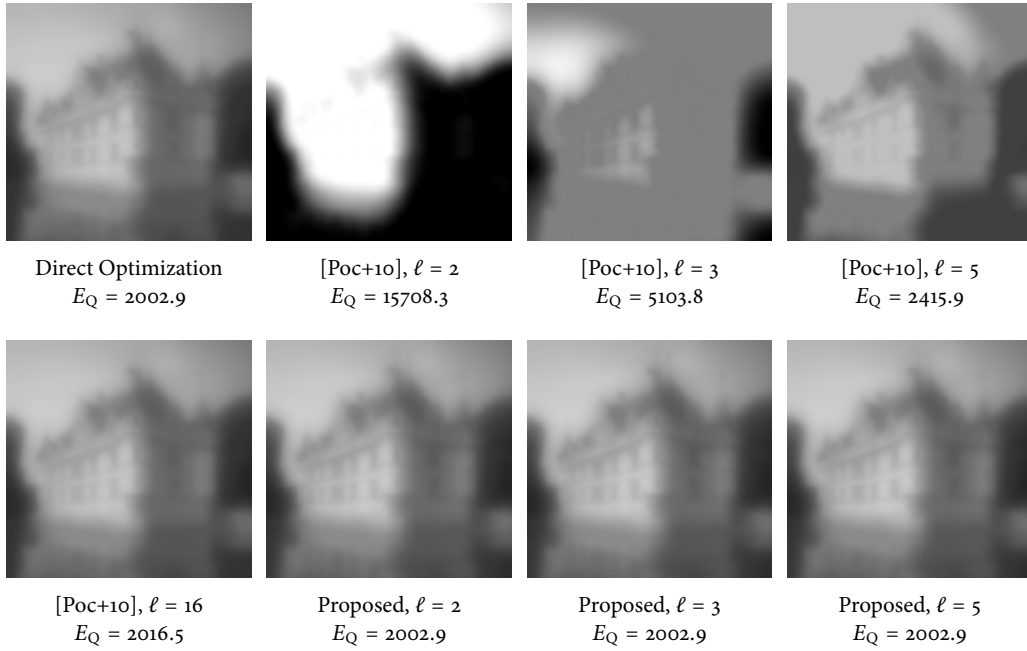 Direct Optimization
E_Q = 2002.9
[Poc+10], ℓ = 2
E_Q = 15708.3
[Poc+10], ℓ = 3
E_Q = 5103.8
[Poc+10], ℓ = 5
E_Q = 2415.9
[Poc+10], ℓ = 16
E_Q = 2016.5
Proposed, ℓ = 2
E_Q = 2002.9
Proposed, ℓ = 3
E_Q = 2002.9
Proposed, ℓ = 5
E_Q = 2002.9